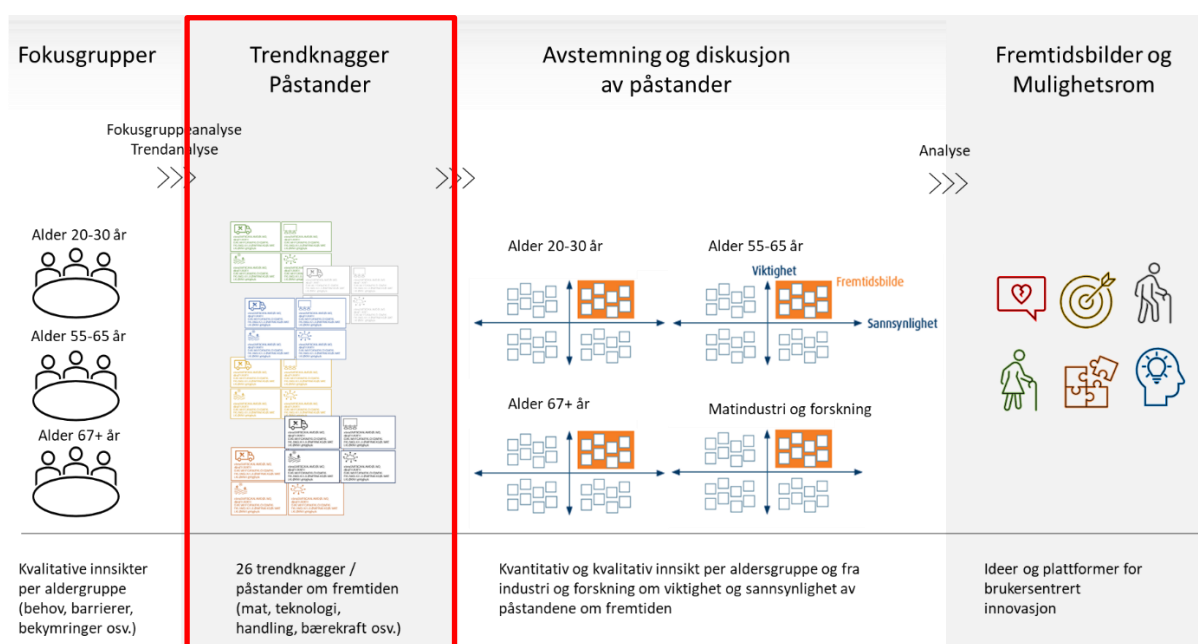 Fokusgrupper
Trendknagger
Påstander
Avstemning og diskusjon
av påstander
Fremtidsbilder og
Mulighetsrom
Fokusgruppeanalyse
Trendanalyse
Analyse
Alder 20-30 år
Alder 55-65 år
Alder 67+ år
Alder 20-30 år
Alder 55-65 år
Viktighet
Fremtidsbilde
Sannsynlighet
Alder 67+ år
Matindustri og forskning
Kvalitative innsikter
per aldergruppe
(behov, barrierer,
bekymringer osv.)
26 trendknagger /
påstander om fremtiden
(mat, teknologi,
handling, bærekraft osv.)
Kvantitativ og kvalitativ innsikt per aldersgruppe og fra
industri og forskning om viktighet og sannsynlighet av
påstandene om fremtiden
Ideer og plattformer for
brukersentrert
innovasjon